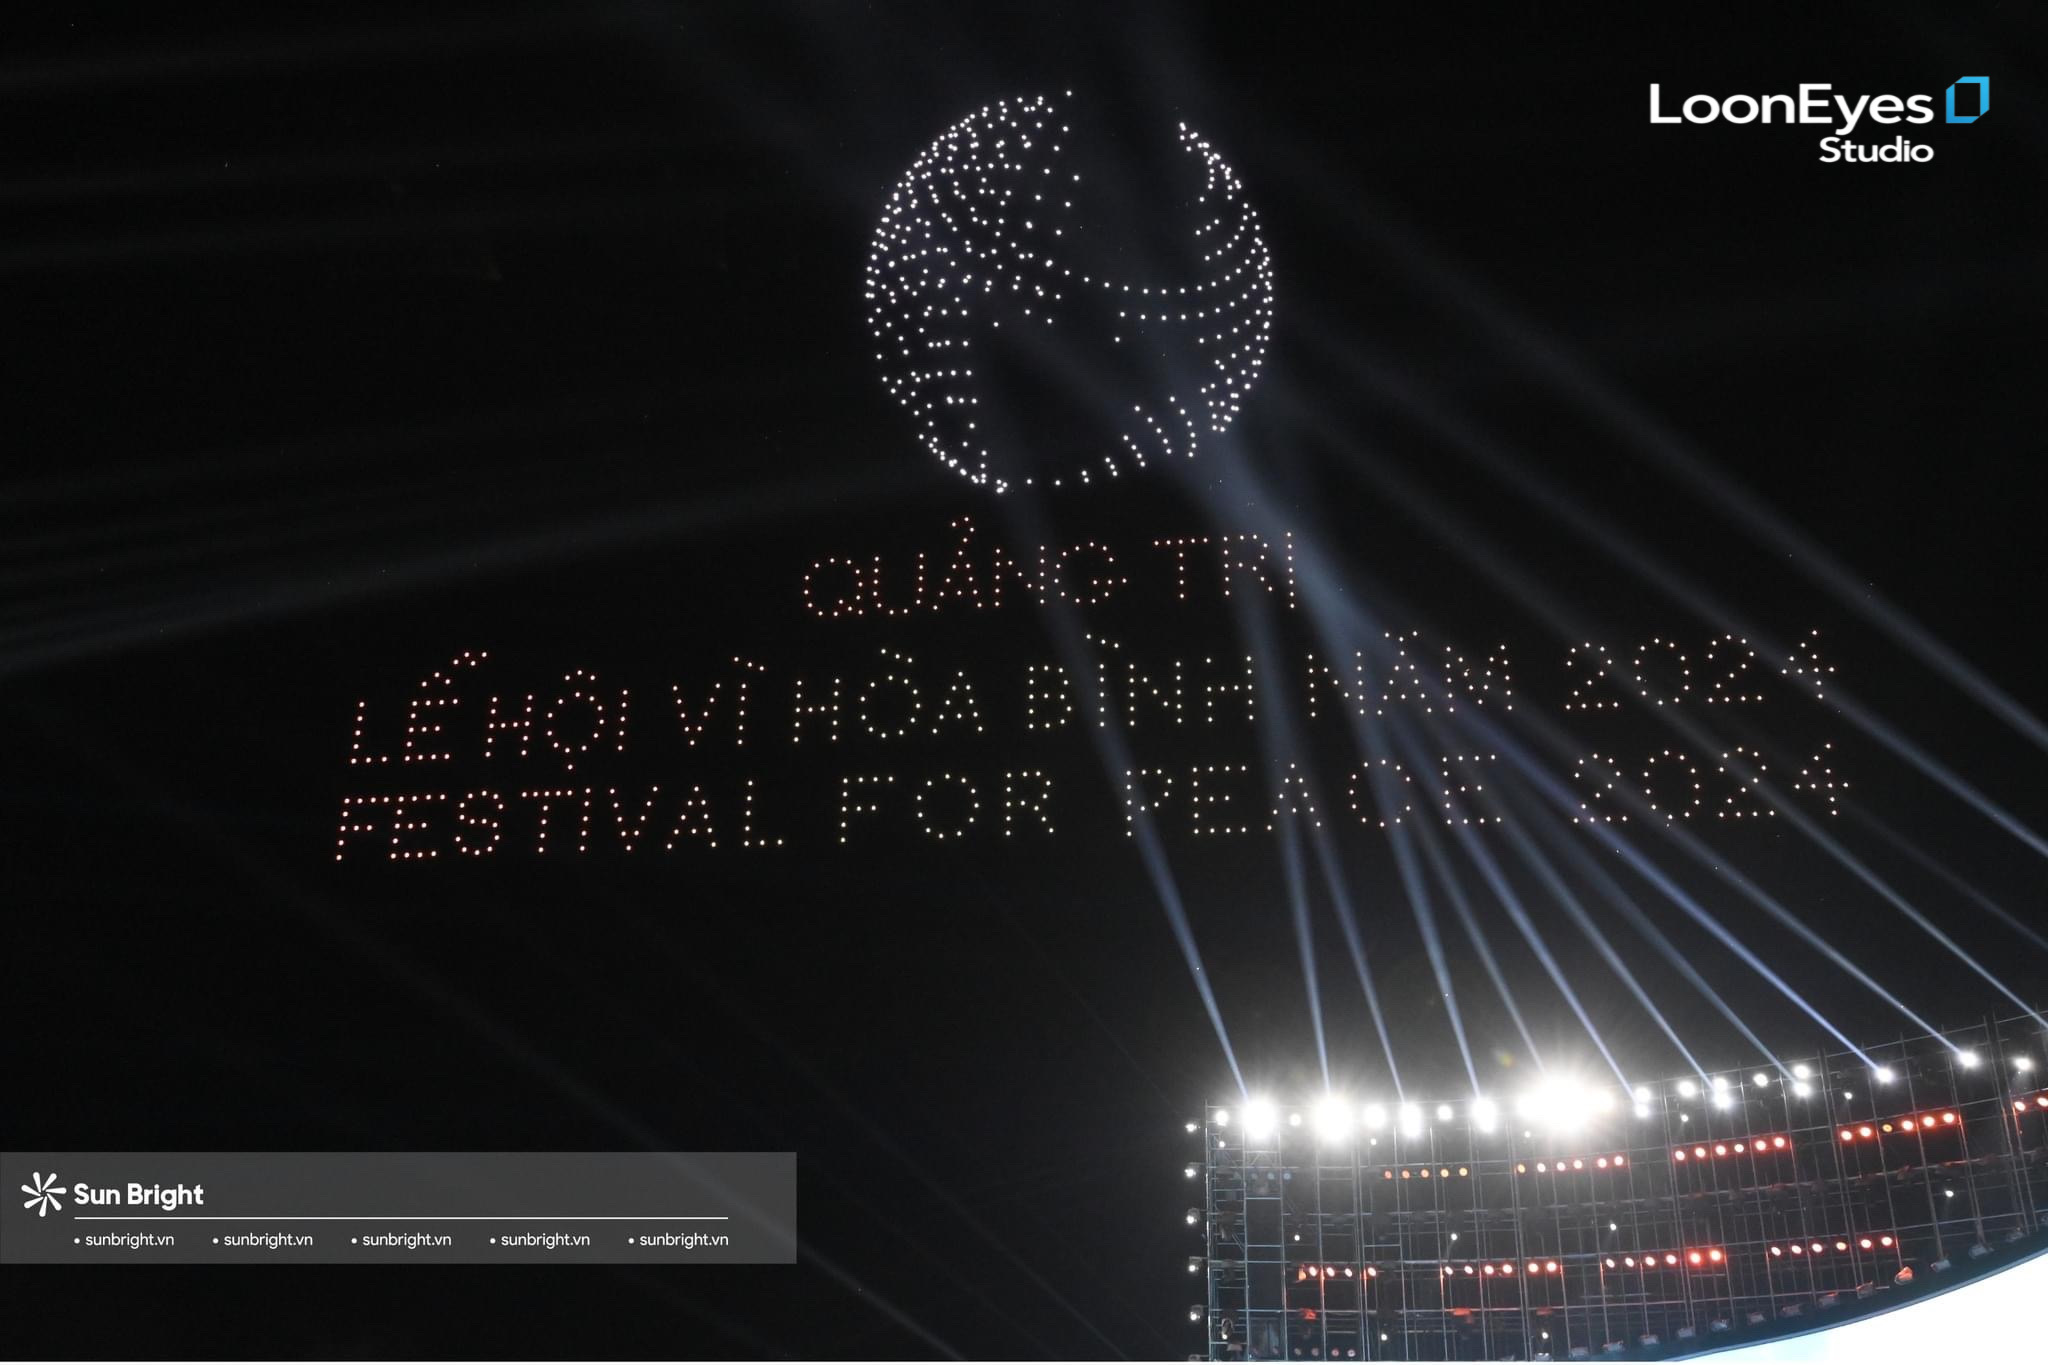 LoonEyes
Studio
QUẢNG TRỊ
LỄ HỘI VÌ HÒA BÌNH NĂM 2024
FESTIVAL FOR PEACE 2024
Sun Bright
• sunbright.vn • sunbright.vn • sunbright.vn • sunbright.vn • sunbright.vn